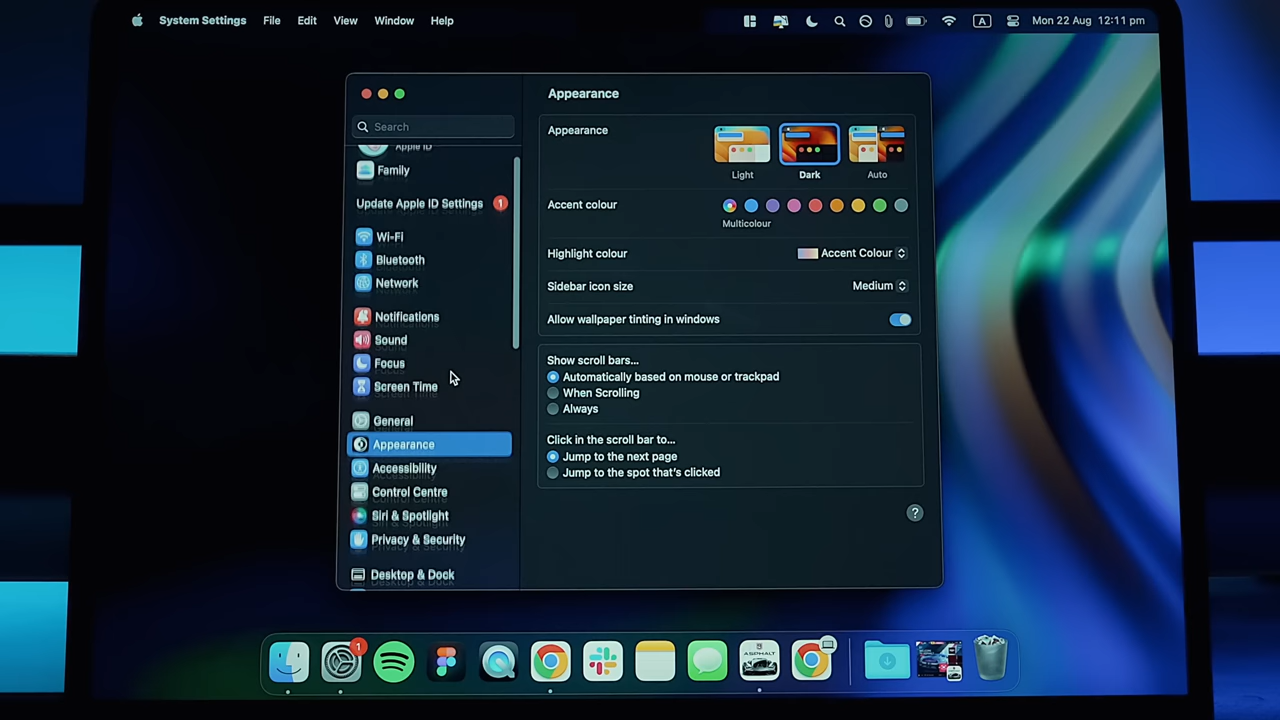 System Settings File Edit View Window Help A Mon 22 Aug 12:11 pm
Search
Apple ID
Family
Update Apple ID Settings 1
Wi-Fi
Bluetooth
Network
Notifications
Sound
Focus
Screen Time
General
Appearance
Accessibility
Control Centre
Siri & Spotlight
Privacy & Security
Desktop & Dock
Appearance
Appearance
Light Dark Auto
Accent colour
Multicolour
Highlight colour Accent Colour
Sidebar icon size Medium
Allow wallpaper tinting in windows
Show scroll bars...
Automatically based on mouse or trackpad
When Scrolling
Always
Click in the scroll bar to...
Jump to the next page
Jump to the spot that's clicked
?
1
ASPHALT